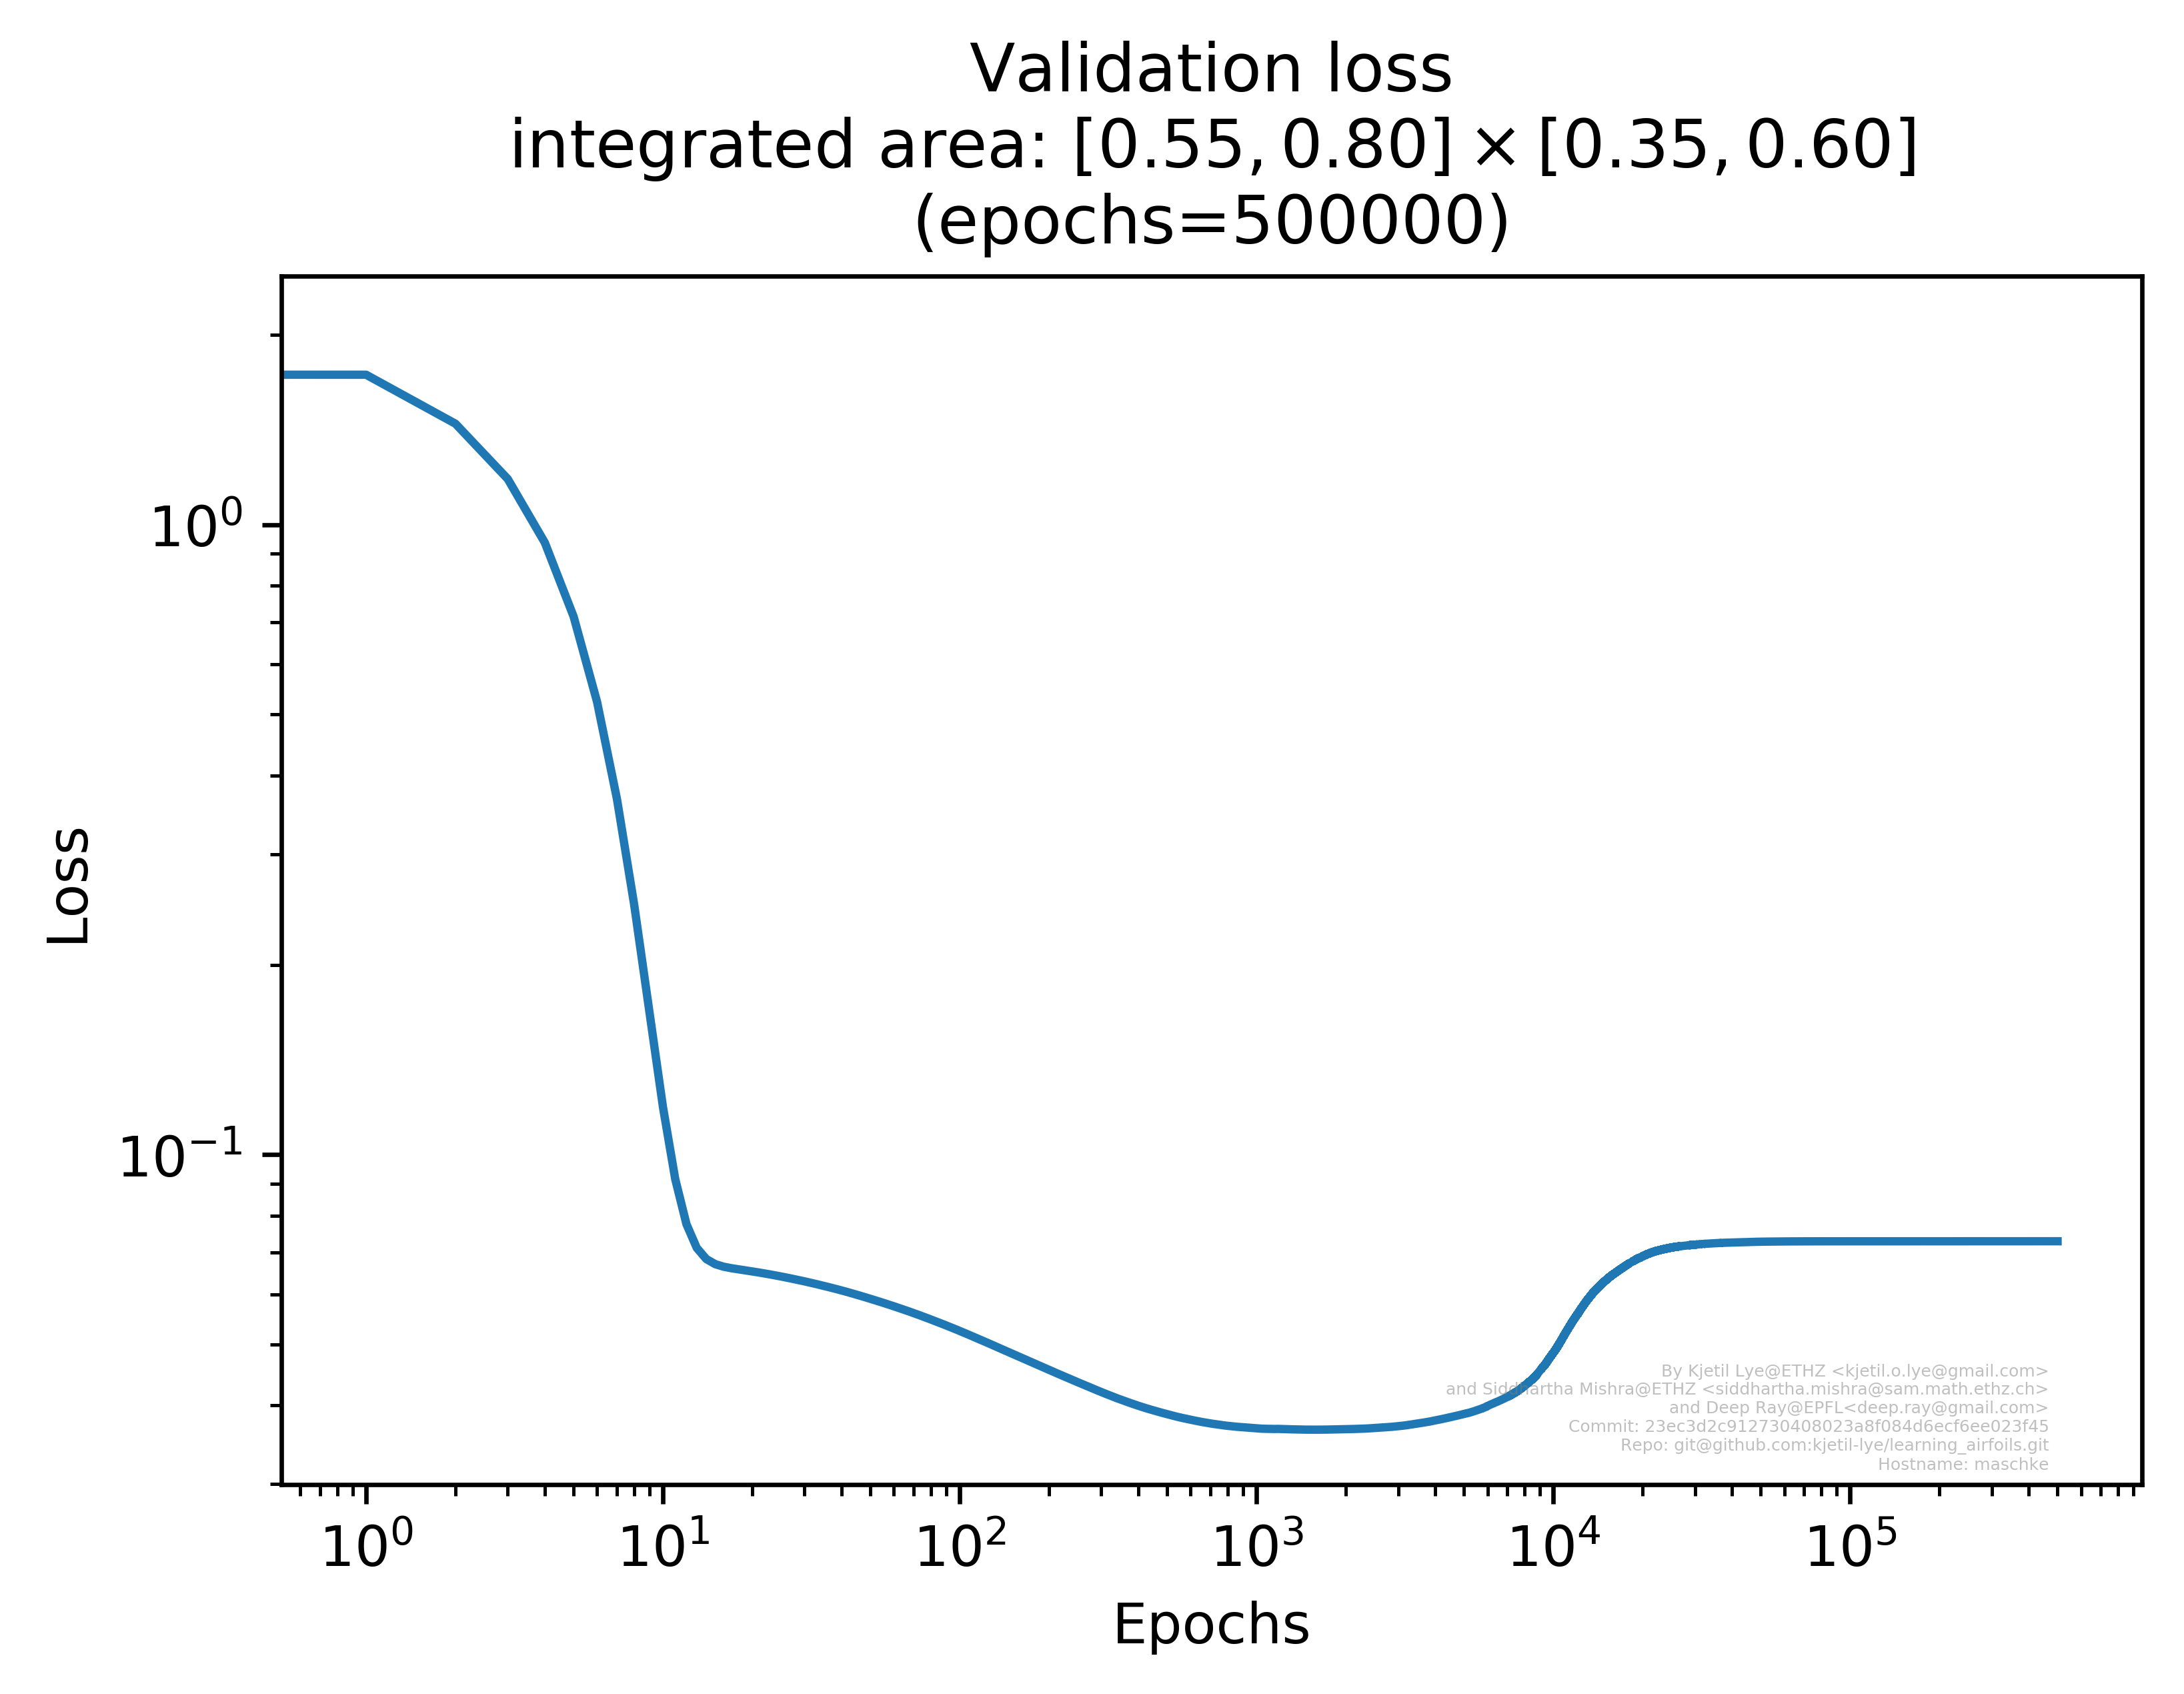 Validation loss
integrated area: [0.55, 0.80] × [0.35, 0.60]
(epochs=500000)
Loss
10⁰
10⁻¹
10⁰ 10¹ 10² 10³ 10⁴ 10⁵
Epochs
By Kjetil Lye@ETHZ <kjetil.o.lye@gmail.com>
and Siddhartha Mishra@ETHZ <siddhartha.mishra@sam.math.ethz.ch>
and Deep Ray@EPFL<deep.ray@gmail.com>
Commit: 23ec3d2c912730408023a8f084d6ecf6ee023f45
Repo: git@github.com:kjetil-lye/learning_airfoils.git
Hostname: maschke